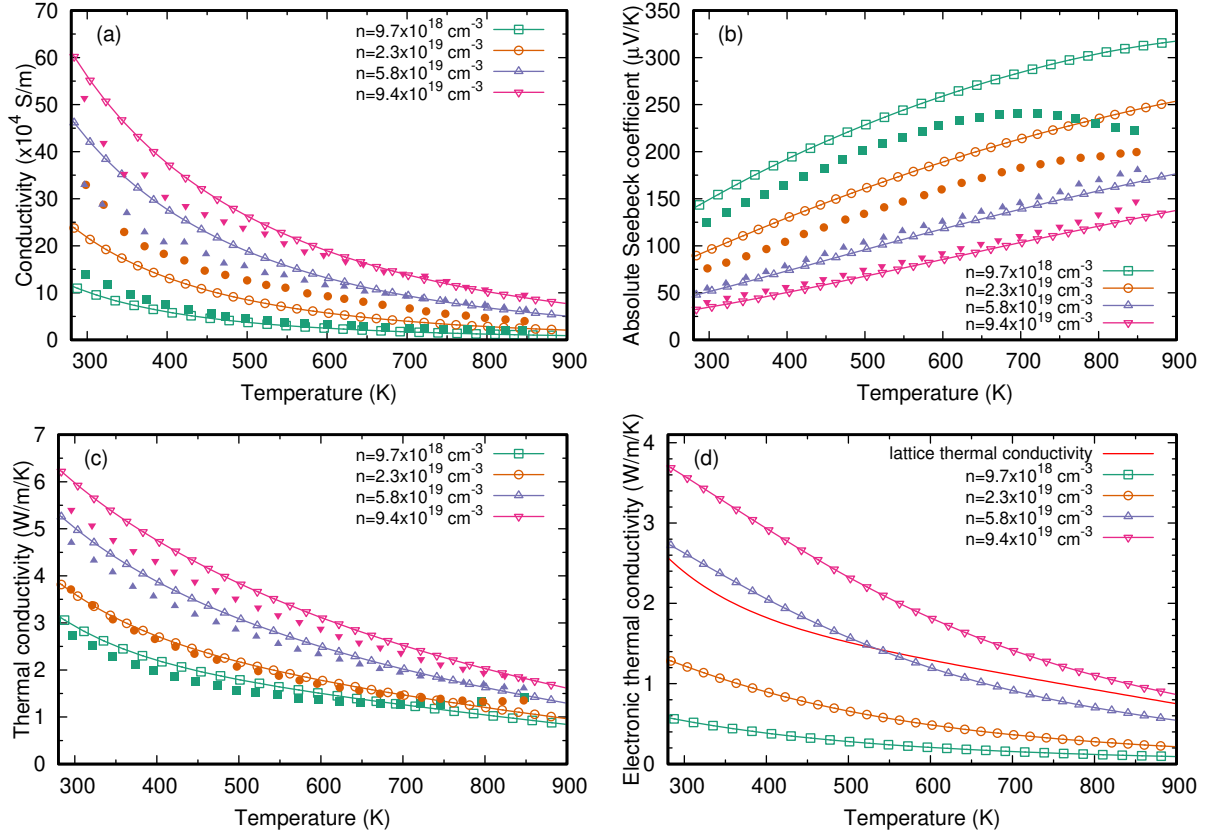 (a)
n=9.7x10^18 cm^-3
n=2.3x10^19 cm^-3
n=5.8x10^19 cm^-3
n=9.4x10^19 cm^-3
Conductivity (x10^4 S/m)
70
60
50
40
30
20
10
0
300 400 500 600 700 800 900
Temperature (K)
(b)
n=9.7x10^18 cm^-3
n=2.3x10^19 cm^-3
n=5.8x10^19 cm^-3
n=9.4x10^19 cm^-3
Absolute Seebeck coefficient (μV/K)
350
300
250
200
150
100
50
0
300 400 500 600 700 800 900
Temperature (K)
(c)
n=9.7x10^18 cm^-3
n=2.3x10^19 cm^-3
n=5.8x10^19 cm^-3
n=9.4x10^19 cm^-3
Thermal conductivity (W/m/K)
7
6
5
4
3
2
1
0
300 400 500 600 700 800 900
Temperature (K)
(d)
lattice thermal conductivity
n=9.7x10^18 cm^-3
n=2.3x10^19 cm^-3
n=5.8x10^19 cm^-3
n=9.4x10^19 cm^-3
Electronic thermal conductivity (W/m/K)
4
3
2
1
0
300 400 500 600 700 800 900
Temperature (K)